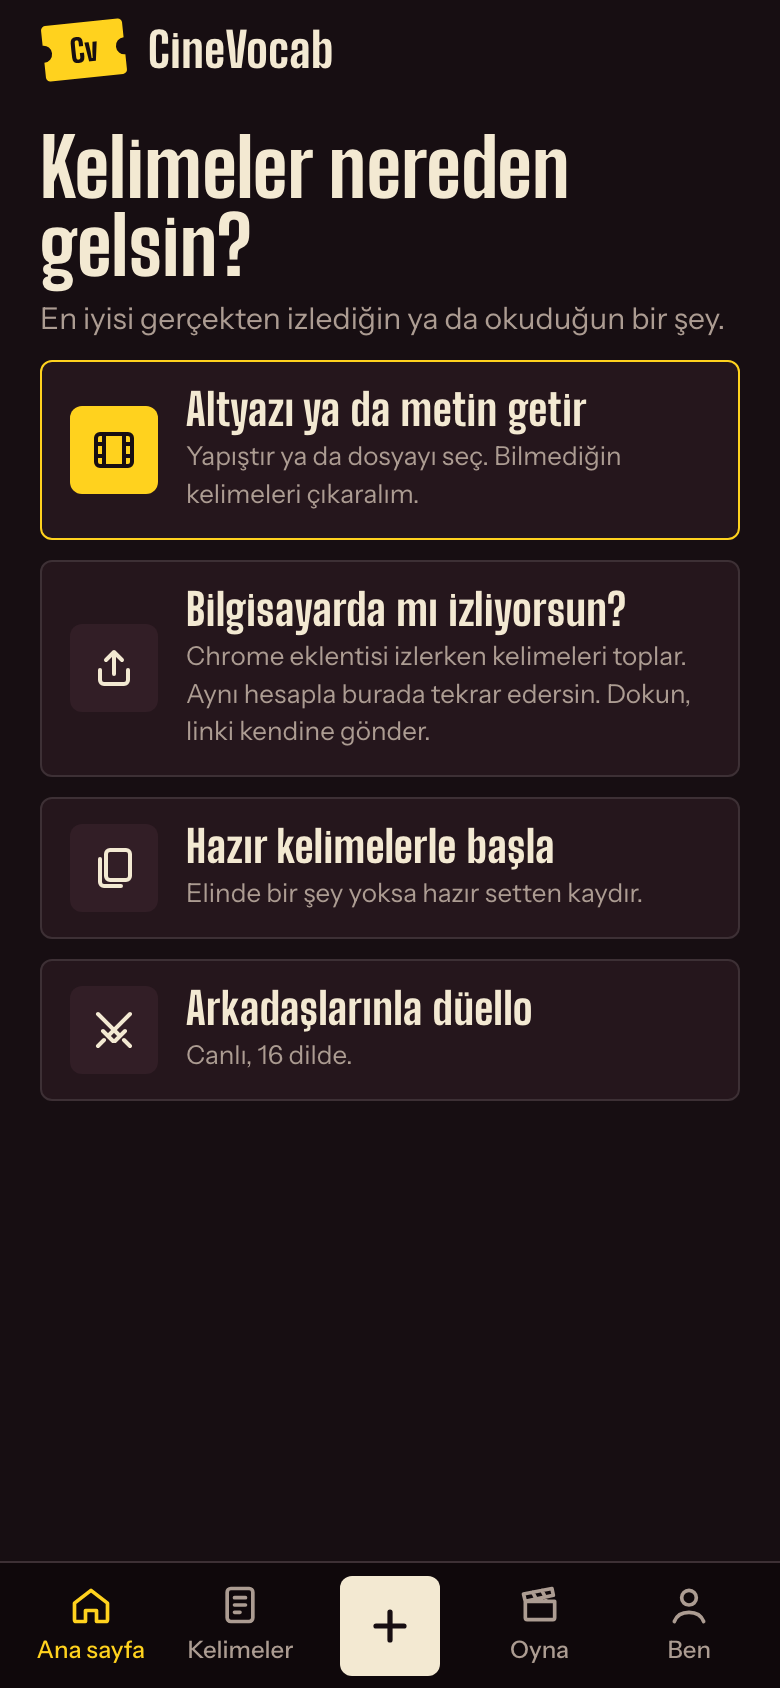 Cv
CineVocab
Kelimeler nereden
gelsin?
En iyisi gerçekten izlediğin ya da okuduğun bir şey.
Altyazı ya da metin getir
Yapıştır ya da dosyayı seç. Bilmediğin
kelimeleri çıkaralım.
Bilgisayarda mı izliyorsun?
Chrome eklentisi izlerken kelimeleri toplar.
Aynı hesapla burada tekrar edersin. Dokun,
linki kendine gönder.
Hazır kelimelerle başla
Elinde bir şey yoksa hazır setten kaydır.
Arkadaşlarınla düello
Canlı, 16 dilde.
Ana sayfa
Kelimeler
Oyna
Ben